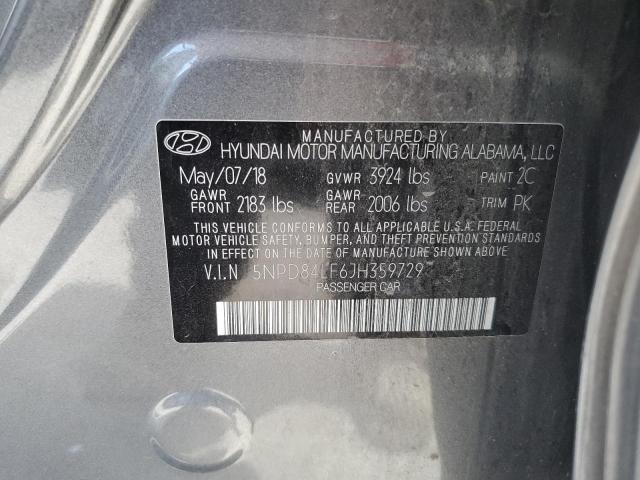 MANUFACTURED BY
HYUNDAI MOTOR MANUFACTURING ALABAMA, LLC
May/07/18 GVWR 3924 lbs PAINT 2C
GAWR FRONT 2183 lbs GAWR REAR 2006 lbs TRIM PK
THIS VEHICLE CONFORMS TO ALL APPLICABLE U.S.A. FEDERAL
MOTOR VEHICLE SAFETY, BUMPER, AND THEFT PREVENTION
STANDARDS IN EFFECT ON THE DATE OF MANUFACTURE SHOWN ABOVE.
V.I.N 5NPD84LF6JH359729
PASSENGER CAR